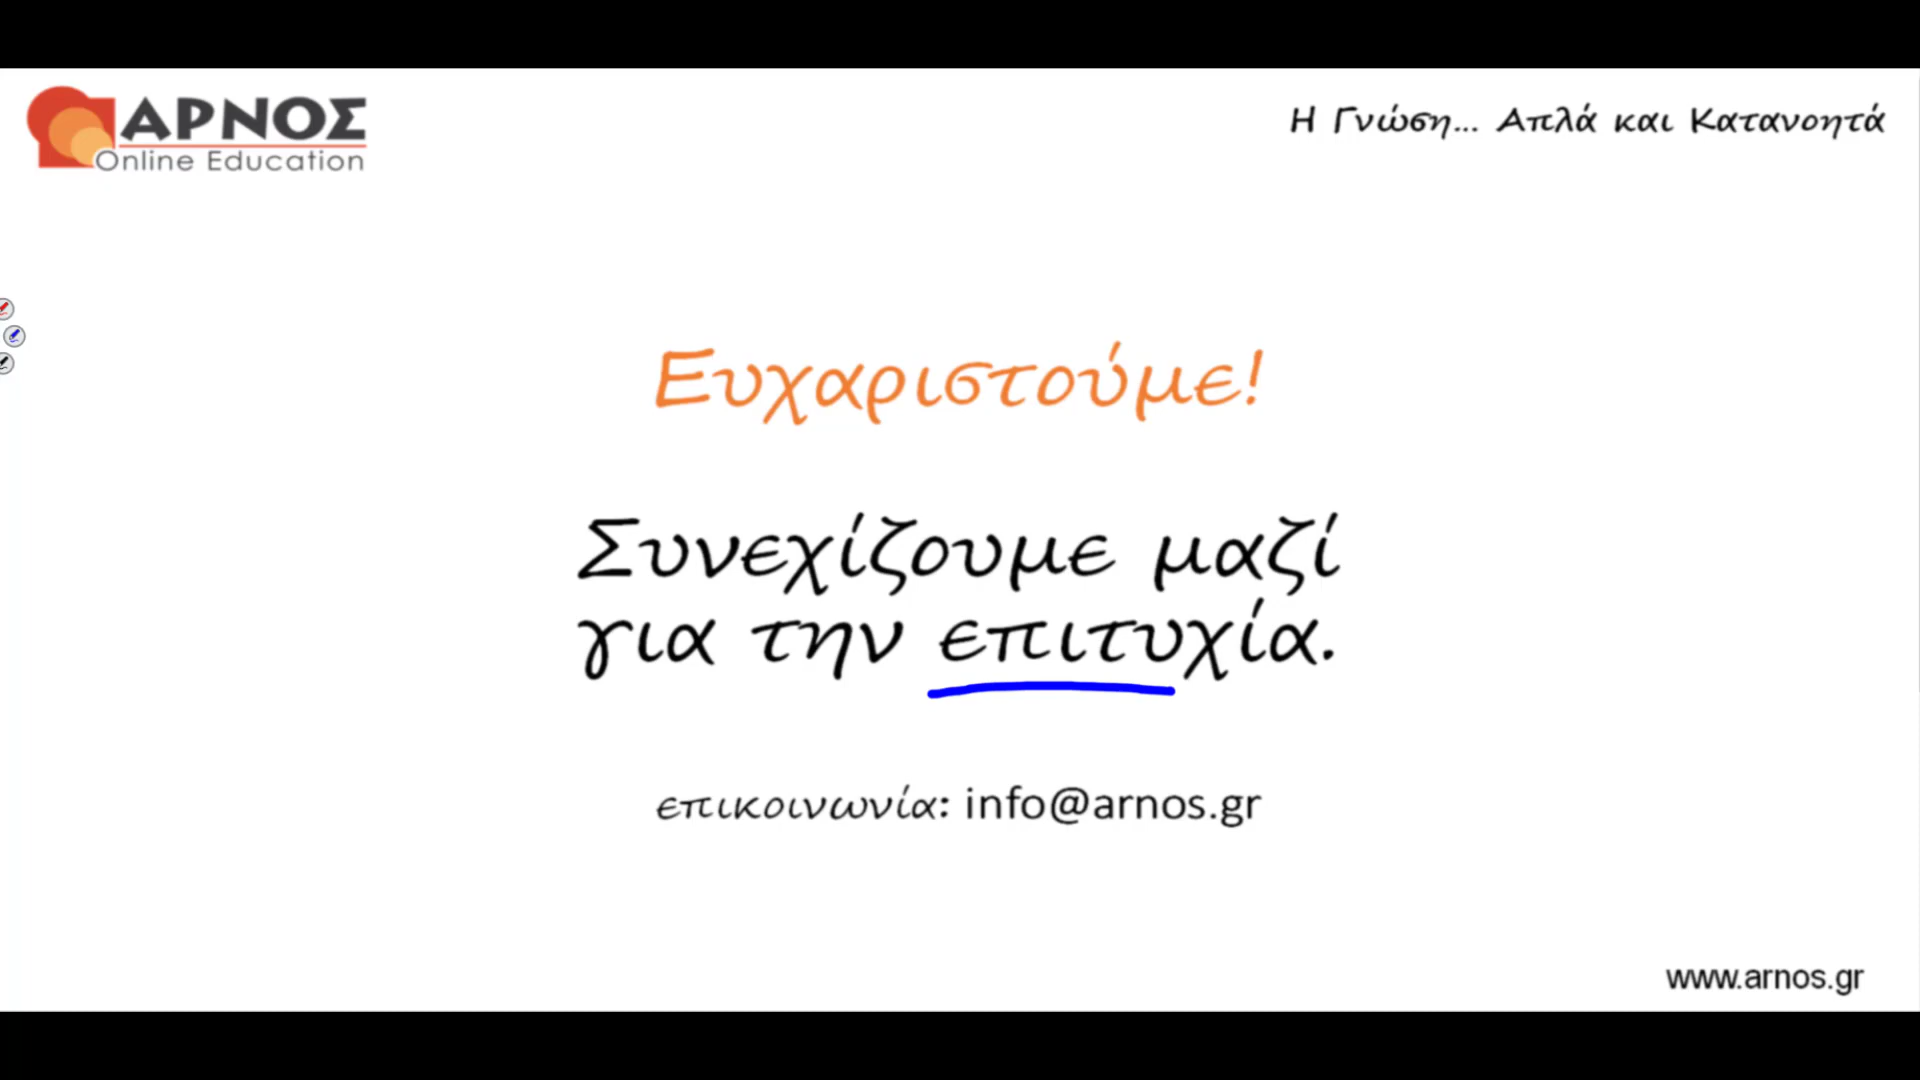 ΑΡΝΟΣ
Online Education
Η Γνώση... Απλά και Κατανοητά
Ευχαριστούμε!
Συνεχίζουμε μαζί
για την επιτυχία.
επικοινωνία: info@arnos.gr
www.arnos.gr